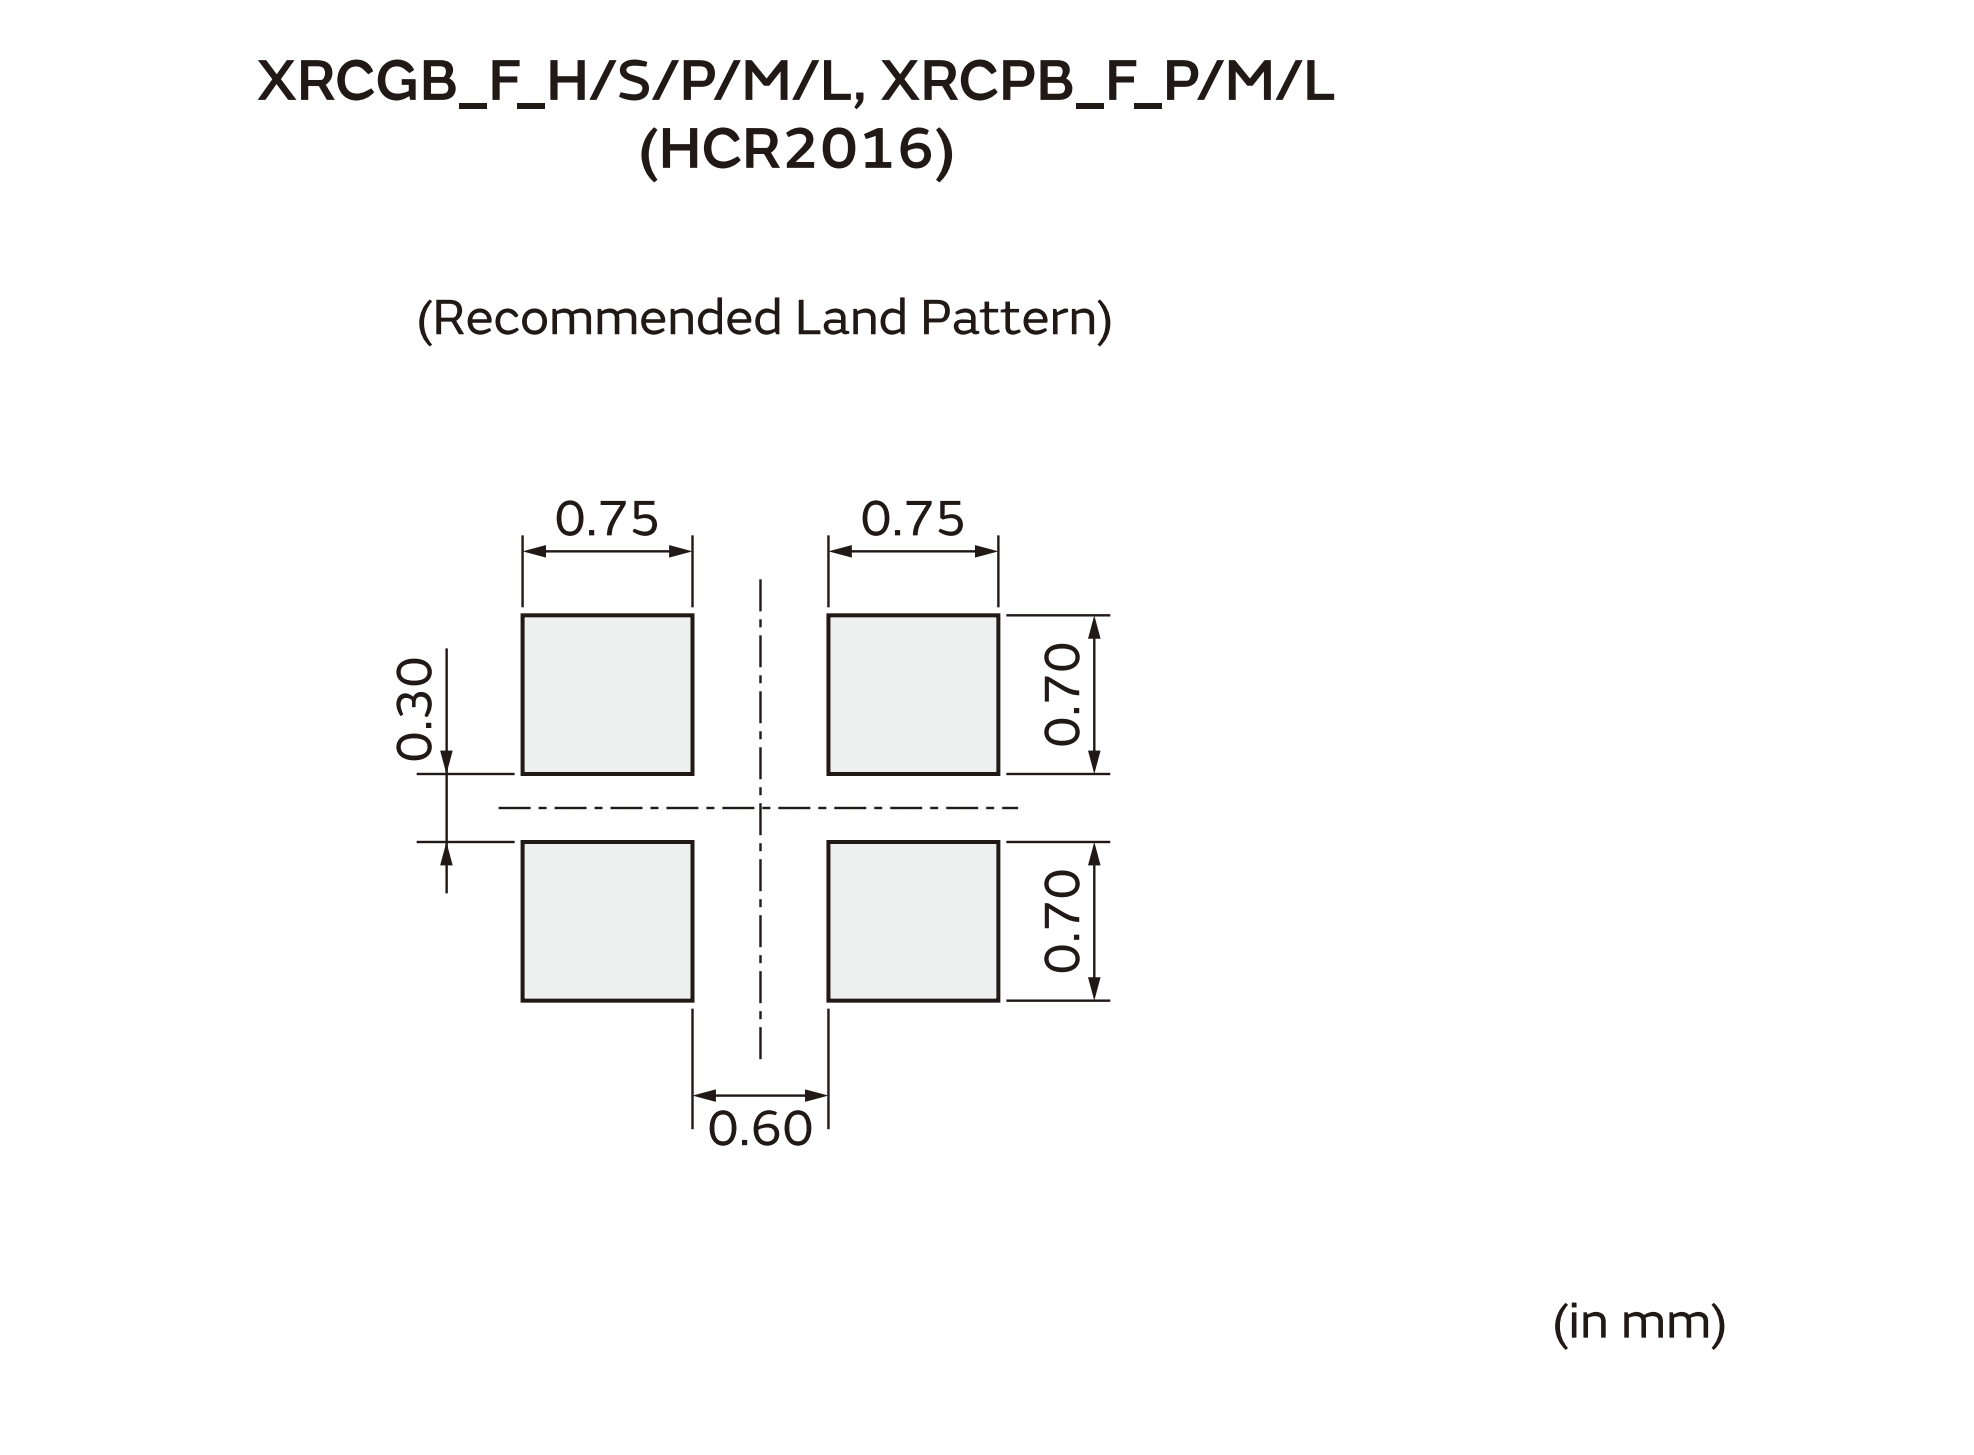 XRCGB_F_H/S/P/M/L, XRCPB_F_P/M/L
(HCR2016)
(Recommended Land Pattern)
0.75 0.75
0.30
0.70
0.70
0.60
(in mm)